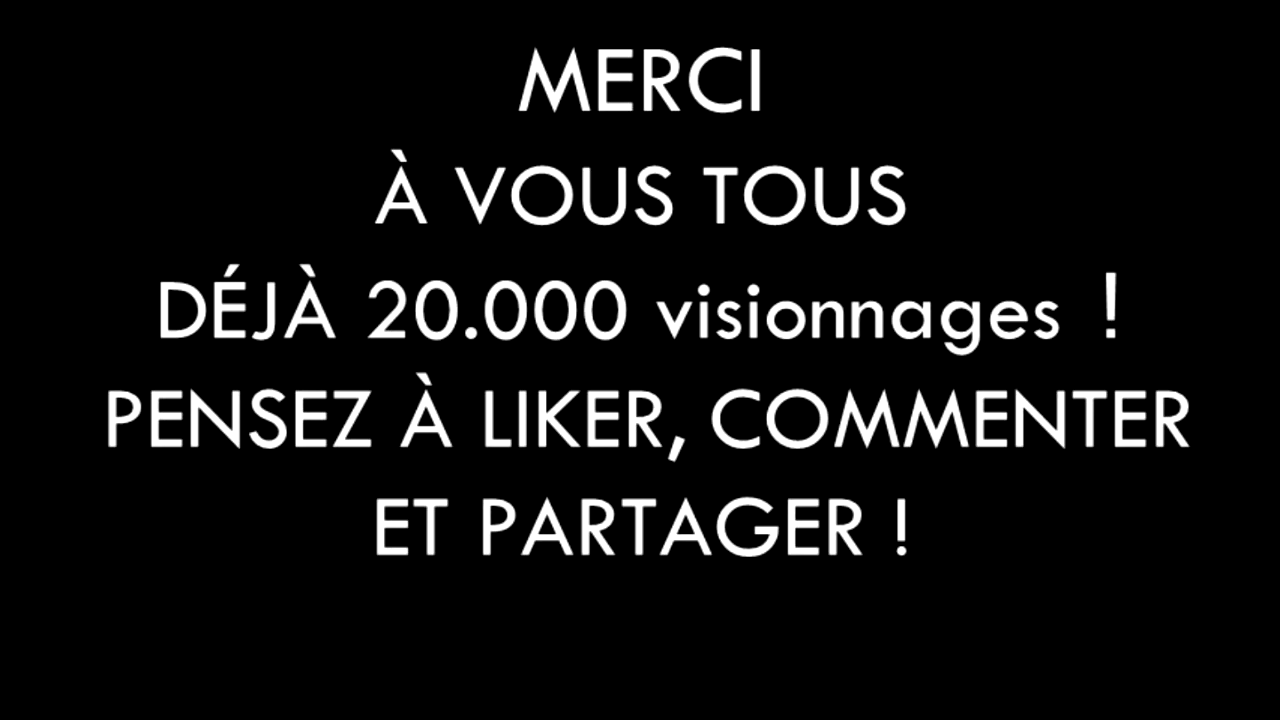 MERCI
À VOUS TOUS
DÉJÀ 20.000 visionnages !
PENSEZ À LIKER, COMMENTER
ET PARTAGER !